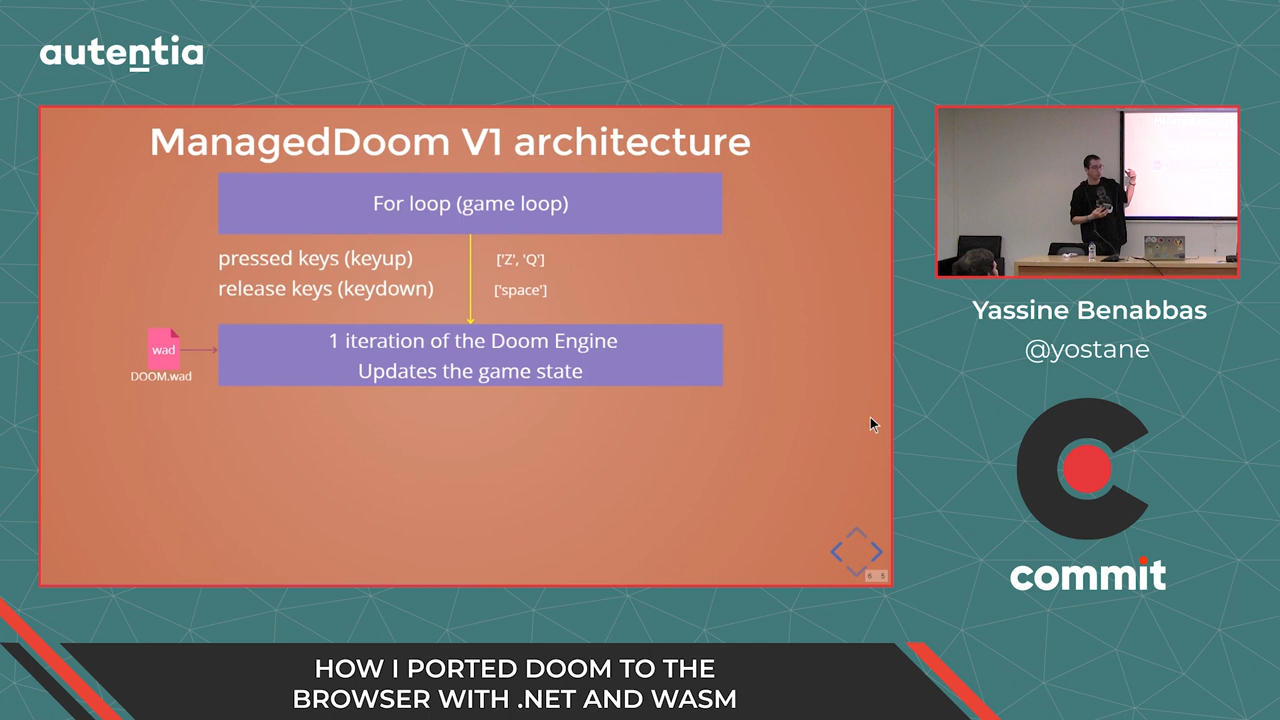 autentia
ManagedDoom V1 architecture
For loop (game loop)
pressed keys (keyup)
['Z', 'Q']
release keys (keydown)
['space']
wad
DOOM.wad
1 iteration of the Doom Engine
Updates the game state
6 5
Yassine Benabbas
@yostane
commit
HOW I PORTED DOOM TO THE
BROWSER WITH .NET AND WASM